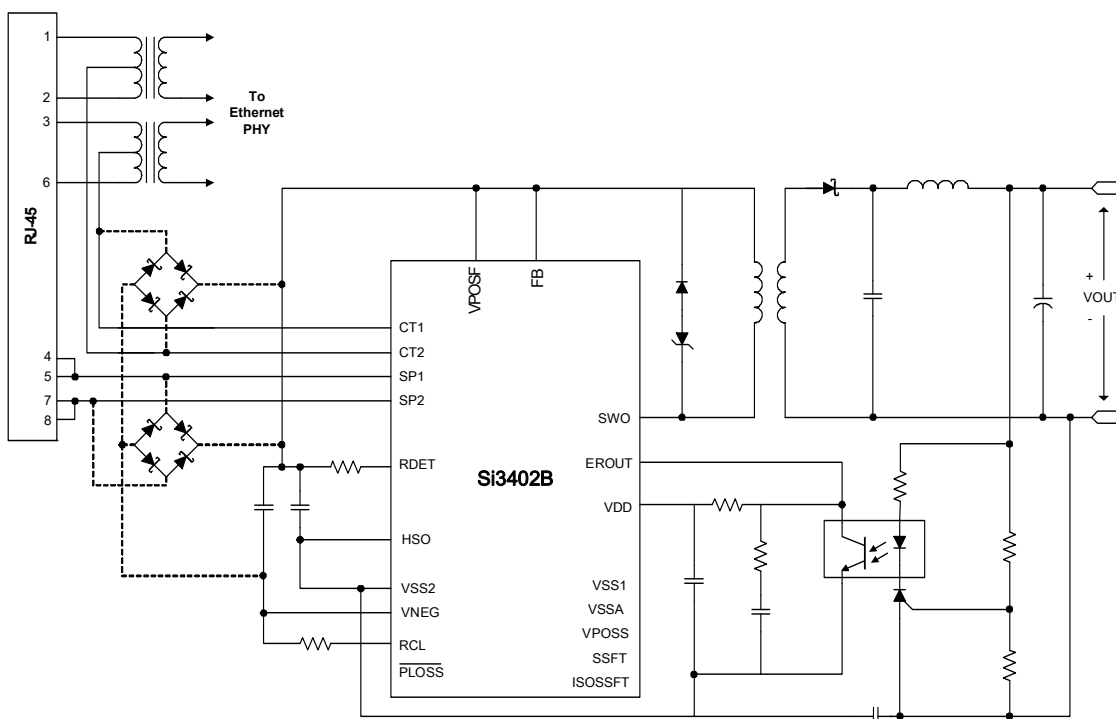 1
2
3
6
RJ-45
4
5
7
8
To
Ethernet
PHY
VPOSF
FB
CT1
CT2
SP1
SP2
RDET
HSO
VSS2
VNEG
RCL
PLOSS
Si3402B
SWO
EROUT
VDD
VSS1
VSSA
VPOSS
SSFT
ISOSSFT
+
VOUT
-